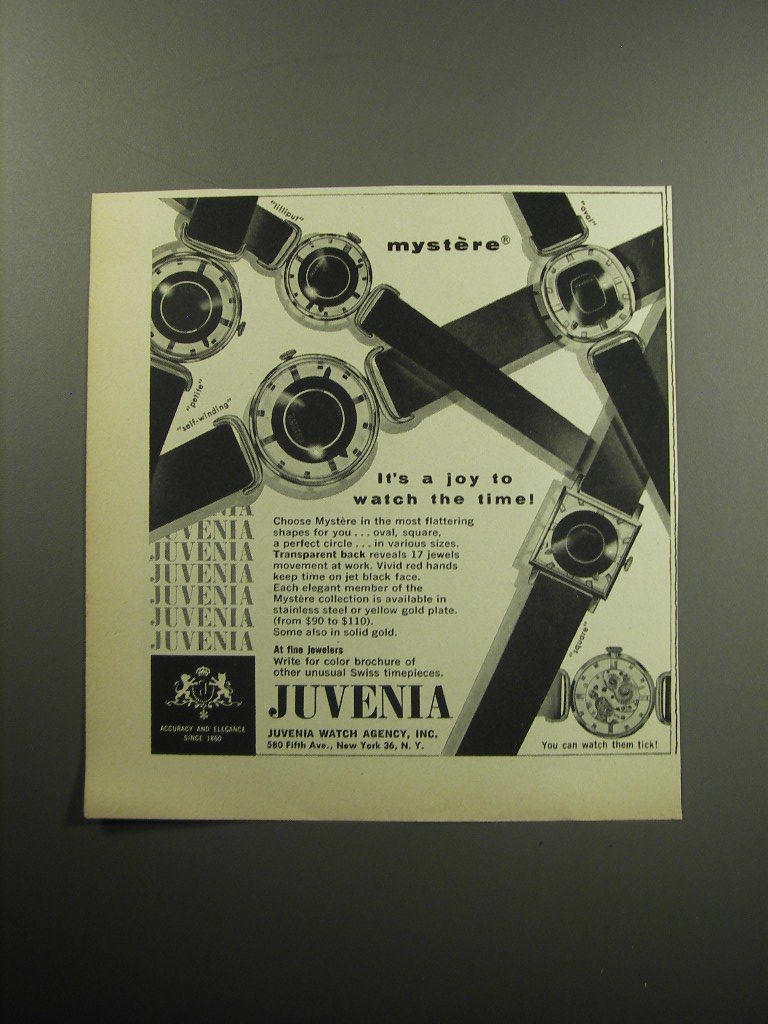 "lilliput"
"oval"
mystère®
"petite"
"self-winding"
It's a joy to
watch the time!
Choose Mystère in the most flattering
shapes for you . . . oval, square,
a perfect circle . . . in various sizes.
Transparent back reveals 17 jewels
movement at work. Vivid red hands
keep time on jet black face.
Each elegant member of the
Mystère collection is available in
stainless steel or yellow gold plate.
(from $90 to $110).
Some also in solid gold.
At fine jewelers
Write for color brochure of
other unusual Swiss timepieces.
JUVENIA
JUVENIA WATCH AGENCY, INC.
580 Fifth Ave., New York 36, N. Y.
JUVENIA
JUVENIA
JUVENIA
JUVENIA
JUVENIA
JUVENIA
ACCURACY AND ELEGANCE
SINCE 1860
"square"
You can watch them tick!